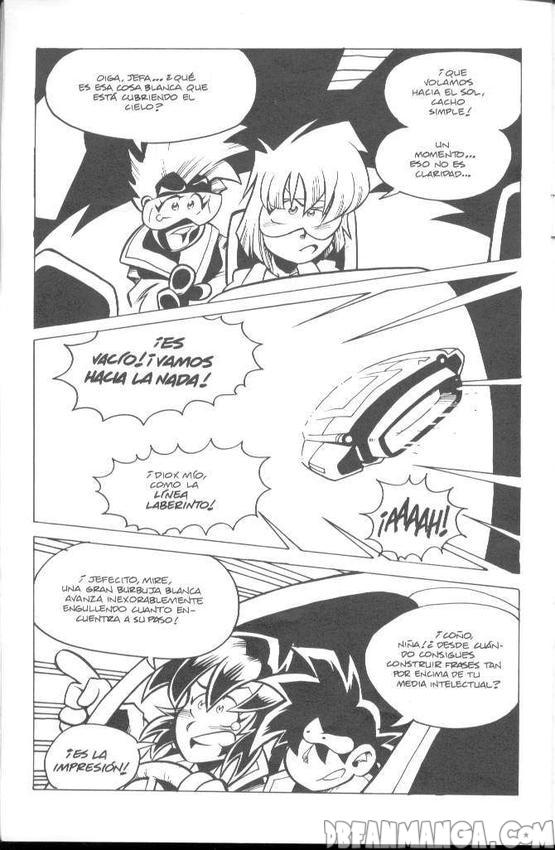 OIGA, JEFA... ¿QUÉ
ES ESA COSA BLANCA QUE
ESTÁ CUBRIENDO EL
CIELO?
¡QUE
VOLAMOS
HACIA EL SOL,
CACHO
SIMPLE!
UN
MOMENTO...
ESO NO ES
CLARIDAD...
¡ES
VACÍO! ¡VAMOS
HACIA LA NADA!
¡DIOX MÍO,
COMO LA
LÍNEA
LABERINTO!
¡AAAAH!
¡JEFECITO, MIRE,
UNA GRAN BURBUJA BLANCA
AVANZA INEXORABLEMENTE
ENGULLENDO CUANTO EN-
CUENTRA A SU PASO!
¡COÑO,
NIÑA! ¿DESDE CUÁN-
DO CONSIGUES
CONSTRUIR FRASES TAN
POR ENCIMA DE TU
MEDIA INTELECTUAL?
¡ES LA
IMPRESIÓN!
DBFANMANGA.COM